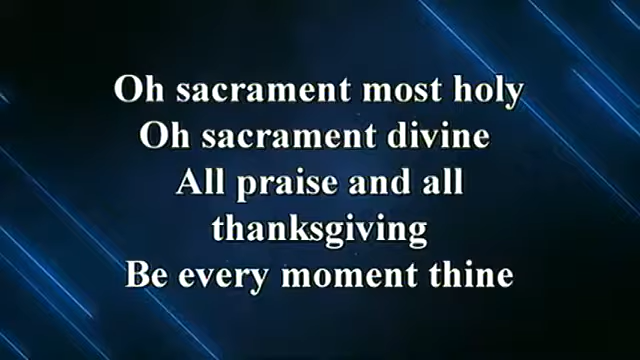 Oh sacrament most holy
Oh sacrament divine
All praise and all
thanksgiving
Be every moment thine